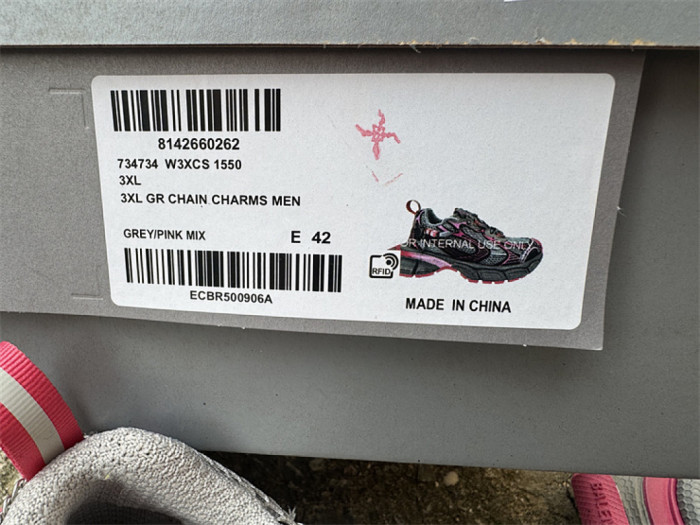 8142660262
734734 W3XCS 1550
3XL
3XL GR CHAIN CHARMS MEN
GREY/PINK MIX E 42
OR INTERNAL USE ONLY
RFID
ECBR500906A
MADE IN CHINA